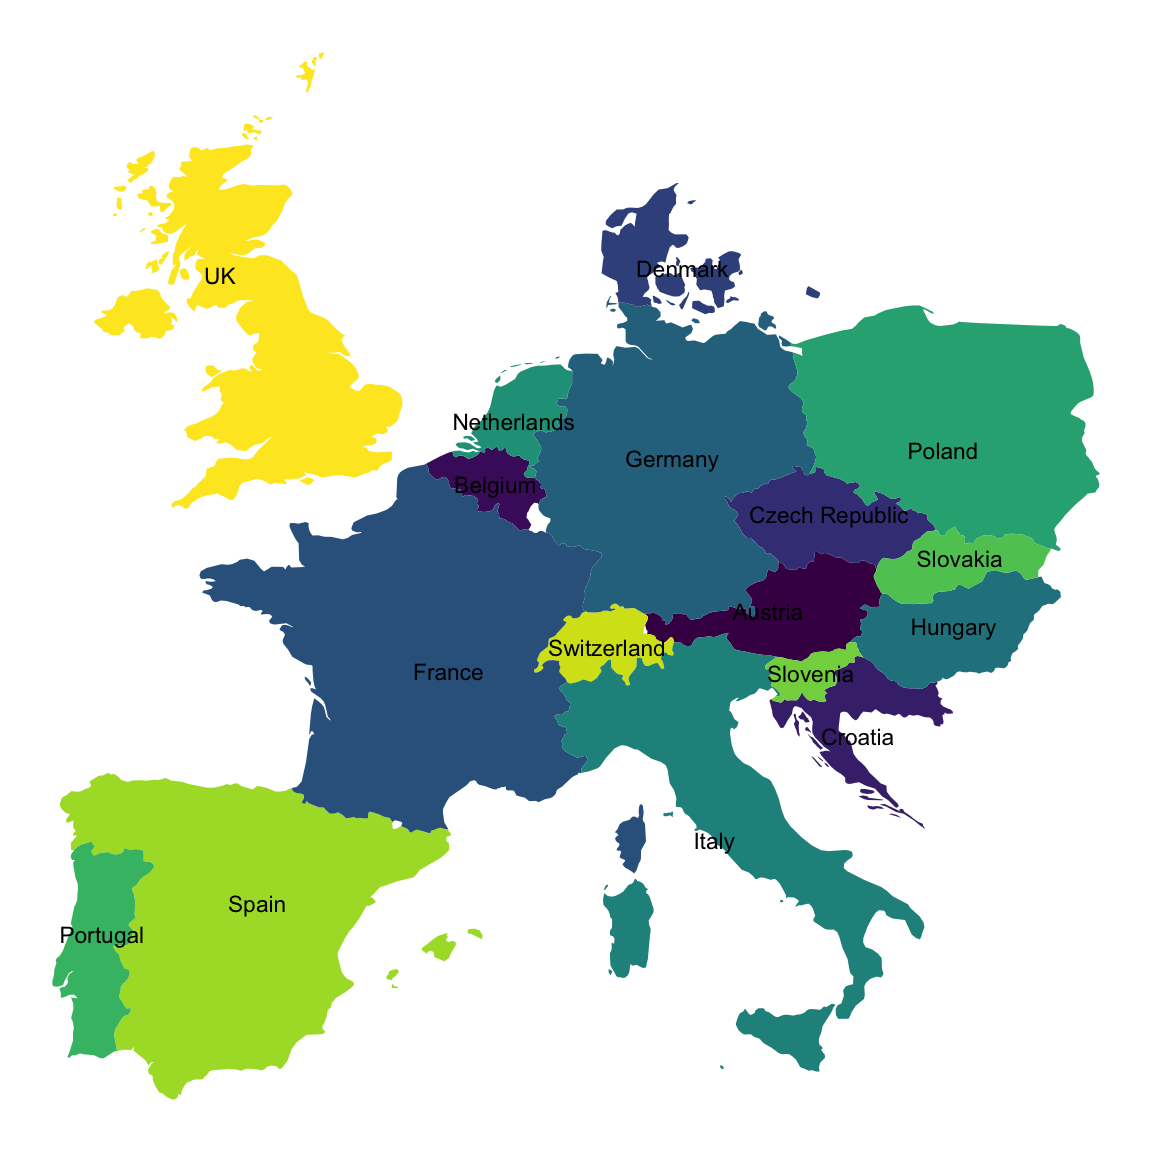 UK
Denmark
Netherlands
Poland
Germany
Belgium
Czech Republic
Slovakia
Austria
Hungary
Switzerland
France
Slovenia
Croatia
Italy
Spain
Portugal